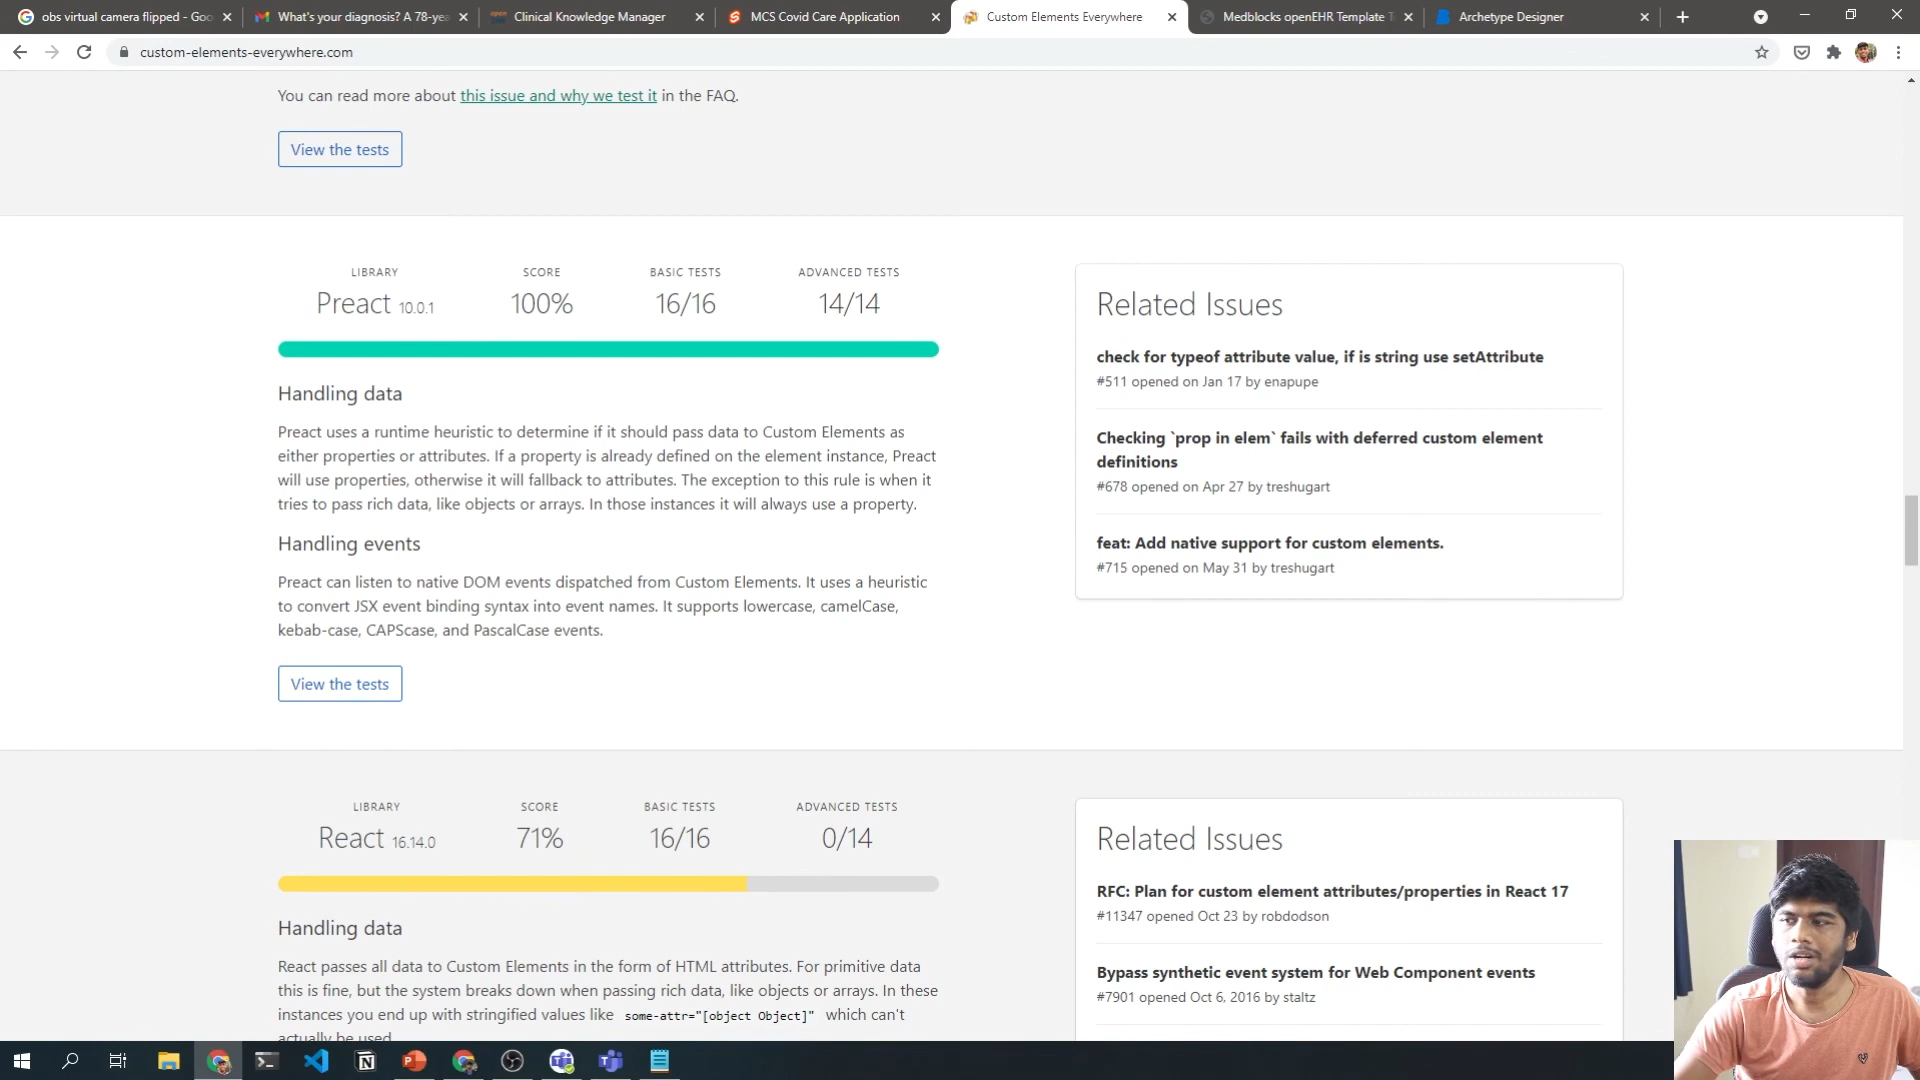 obs virtual camera flipped - Goo
What's your diagnosis? A 78-yea
Clinical Knowledge Manager
MCS Covid Care Application
Custom Elements Everywhere
Medblocks openEHR Template T
Archetype Designer
custom-elements-everywhere.com
You can read more about this issue and why we test it in the FAQ.
View the tests
LIBRARY SCORE BASIC TESTS ADVANCED TESTS
Preact 10.0.1 100% 16/16 14/14
Handling data
Preact uses a runtime heuristic to determine if it should pass data to Custom Elements as
either properties or attributes. If a property is already defined on the element instance, Preact
will use properties, otherwise it will fallback to attributes. The exception to this rule is when it
tries to pass rich data, like objects or arrays. In those instances it will always use a property.
Handling events
Preact can listen to native DOM events dispatched from Custom Elements. It uses a heuristic
to convert JSX event binding syntax into event names. It supports lowercase, camelCase,
kebab-case, CAPScase, and PascalCase events.
View the tests
Related Issues
check for typeof attribute value, if is string use setAttribute
#511 opened on Jan 17 by enapupe
Checking `prop in elem` fails with deferred custom element
definitions
#678 opened on Apr 27 by treshugart
feat: Add native support for custom elements.
#715 opened on May 31 by treshugart
LIBRARY SCORE BASIC TESTS ADVANCED TESTS
React 16.14.0 71% 16/16 0/14
Handling data
React passes all data to Custom Elements in the form of HTML attributes. For primitive data
this is fine, but the system breaks down when passing rich data, like objects or arrays. In these
instances you end up with stringified values like some-attr="[object Object]" which can't
actually be used.
Related Issues
RFC: Plan for custom element attributes/properties in React 17
#11347 opened Oct 23 by robdodson
Bypass synthetic event system for Web Component events
#7901 opened Oct 6, 2016 by staltz